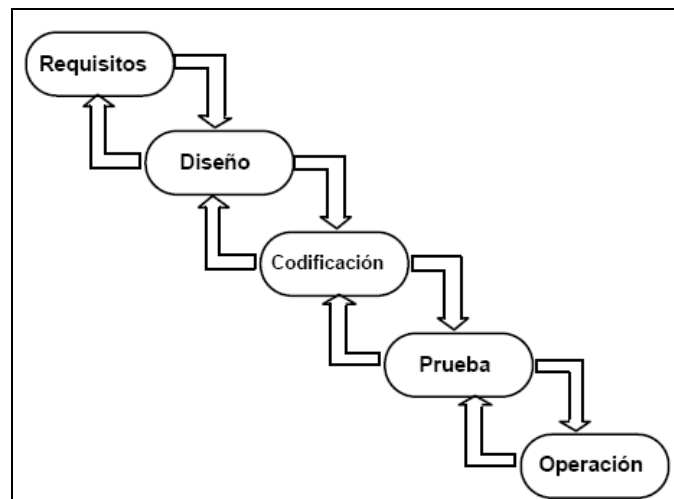 Requisitos
Diseño
Codificación
Prueba
Operación